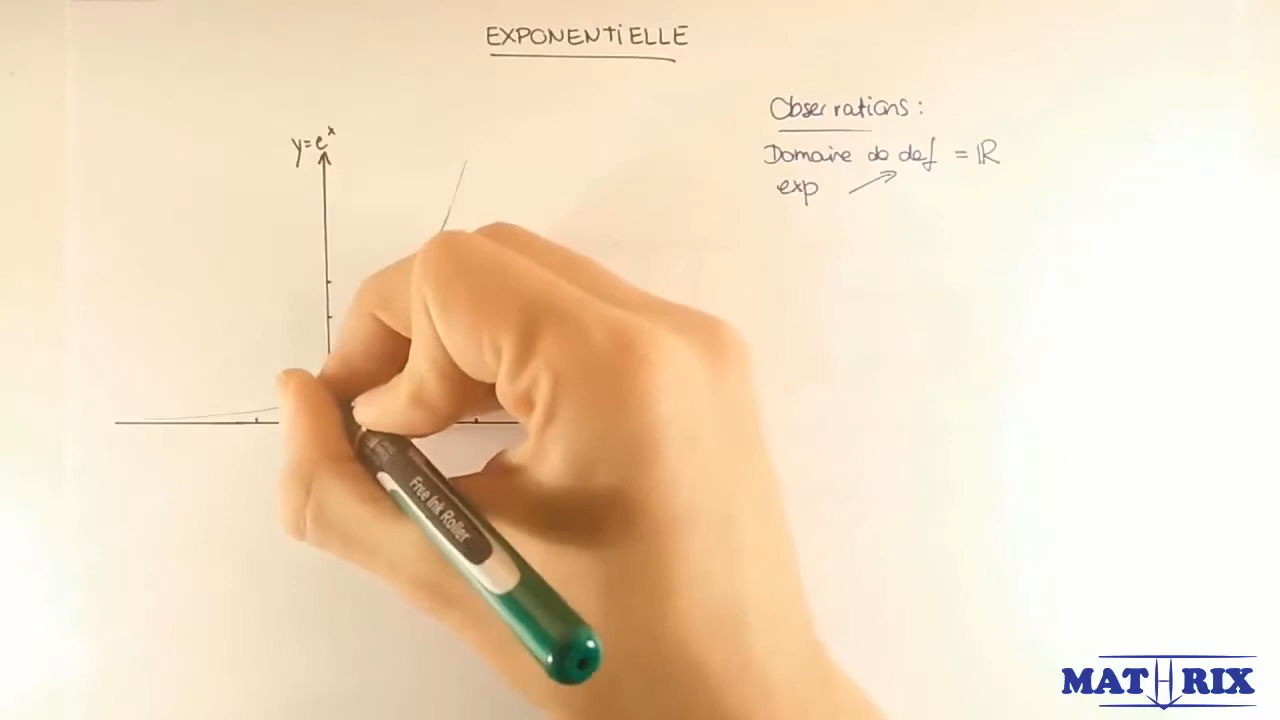 EXPONENTiELLE
Observations :
y=e^x
Domaine de def = ℝ
exp ↗
Free Ink Roller
MATHRIX